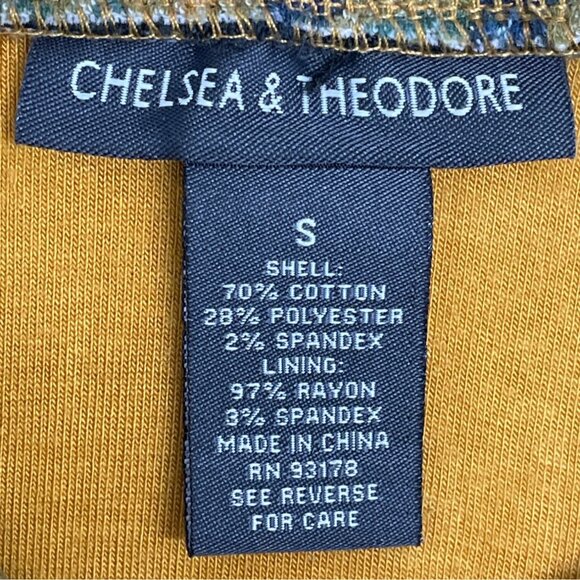 CHELSEA & THEODORE
S
SHELL:
70% COTTON
28% POLYESTER
2% SPANDEX
LINING:
97% RAYON
3% SPANDEX
MADE IN CHINA
RN 93178
SEE REVERSE
FOR CARE